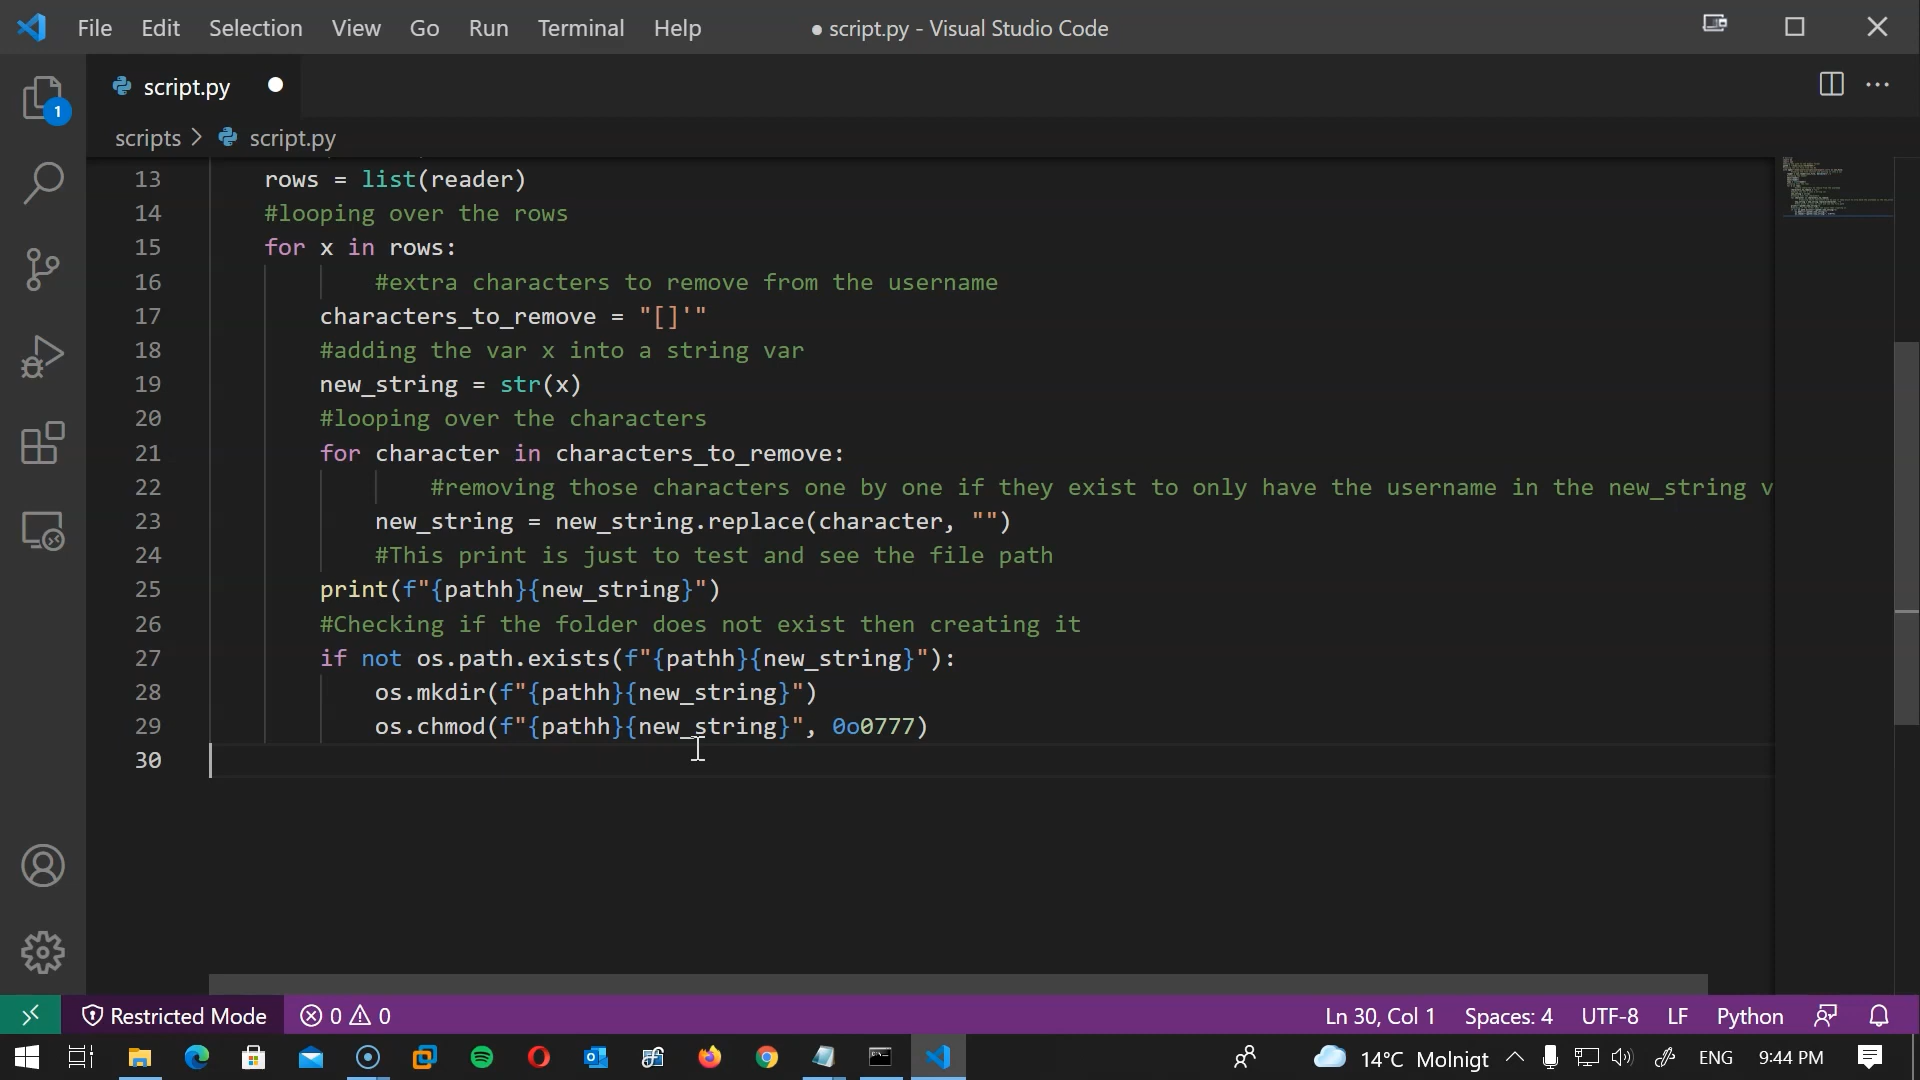 File Edit Selection View Go Run Terminal Help ● script.py - Visual Studio Code
script.py
1
scripts > script.py
13 rows = list(reader)
14 #looping over the rows
15 for x in rows:
16 #extra characters to remove from the username
17 characters_to_remove = "[]'"
18 #adding the var x into a string var
19 new_string = str(x)
20 #looping over the characters
21 for character in characters_to_remove:
22 #removing those characters one by one if they exist to only have the username in the new_string v
23 new_string = new_string.replace(character, "")
24 #This print is just to test and see the file path
25 print(f"{pathh}{new_string}")
26 #Checking if the folder does not exist then creating it
27 if not os.path.exists(f"{pathh}{new_string}"):
28 os.mkdir(f"{pathh}{new_string}")
29 os.chmod(f"{pathh}{new_string}", 0o0777)
30
Restricted Mode 0 0 Ln 30, Col 1 Spaces: 4 UTF-8 LF Python
14°C Molnigt ENG 9:44 PM